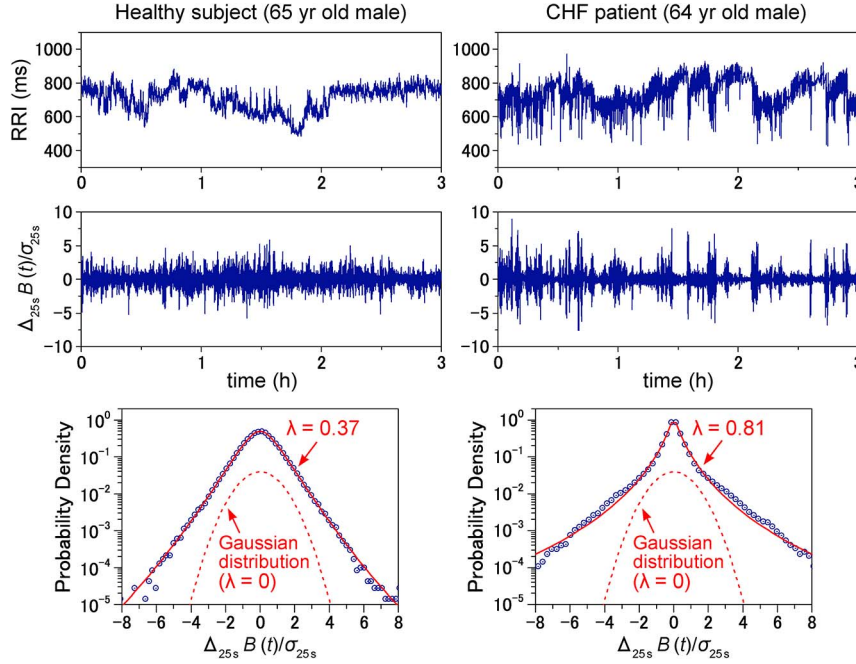 Healthy subject (65 yr old male)
CHF patient (64 yr old male)
RRI (ms)
1000
800
600
400
0 1 2 3
time (h)
1000
800
600
400
0 1 2 3
time (h)
Δ25s B (t)/σ25s
10
5
0
−5
−10
0 1 2 3
time (h)
10
5
0
−5
−10
0 1 2 3
time (h)
Probability Density
10^0
10^-1
10^-2
10^-3
10^-4
10^-5
λ = 0.37
Gaussian
distribution
(λ = 0)
−8 −6 −4 −2 0 2 4 6 8
Δ25s B (t)/σ25s
Probability Density
10^0
10^-1
10^-2
10^-3
10^-4
10^-5
λ = 0.81
Gaussian
distribution
(λ = 0)
−8 −6 −4 −2 0 2 4 6 8
Δ25s B (t)/σ25s